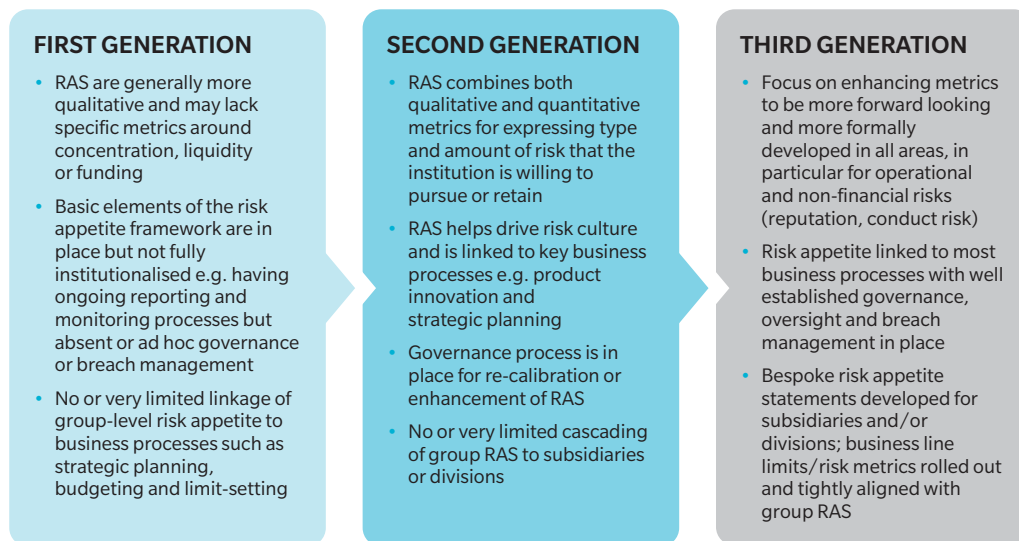 FIRST GENERATION
• RAS are generally more
qualitative and may lack
specific metrics around
concentration, liquidity
or funding
• Basic elements of the risk
appetite framework are in
place but not fully
institutionalised e.g. having
ongoing reporting and
monitoring processes but
absent or ad hoc governance
or breach management
• No or very limited linkage of
group-level risk appetite to
business processes such as
strategic planning,
budgeting and limit-setting
SECOND GENERATION
• RAS combines both
qualitative and quantitative
metrics for expressing type
and amount of risk that the
institution is willing to
pursue or retain
• RAS helps drive risk culture
and is linked to key business
processes e.g. product
innovation and
strategic planning
• Governance process is in
place for re-calibration or
enhancement of RAS
• No or very limited cascading
of group RAS to subsidiaries
or divisions
THIRD GENERATION
• Focus on enhancing metrics
to be more forward looking
and more formally
developed in all areas, in
particular for operational
and non-financial risks
(reputation, conduct risk)
• Risk appetite linked to most
business processes with well
established governance,
oversight and breach
management in place
• Bespoke risk appetite
statements developed for
subsidiaries and/or
divisions; business line
limits/risk metrics rolled out
and tightly aligned with
group RAS